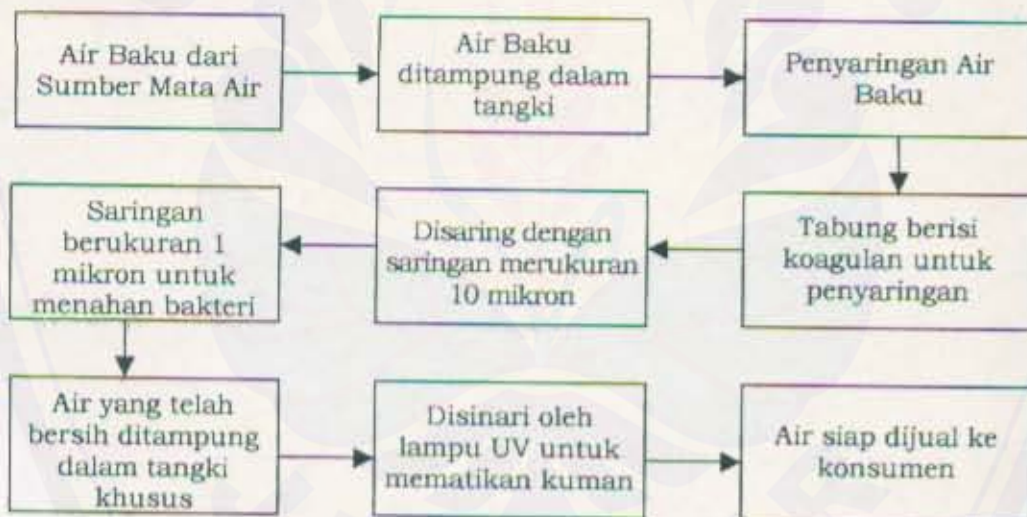 Air Baku dari
Sumber Mata Air
Air Baku
ditampung dalam
tangki
Penyaringan Air
Baku
Tabung berisi
koagulan untuk
penyaringan
Disaring dengan
saringan merukuran
10 mikron
Saringan
berukuran 1
mikron untuk
menahan bakteri
Air yang telah
bersih ditampung
dalam tangki
khusus
Disinari oleh
lampu UV untuk
mematikan kuman
Air siap dijual ke
konsumen